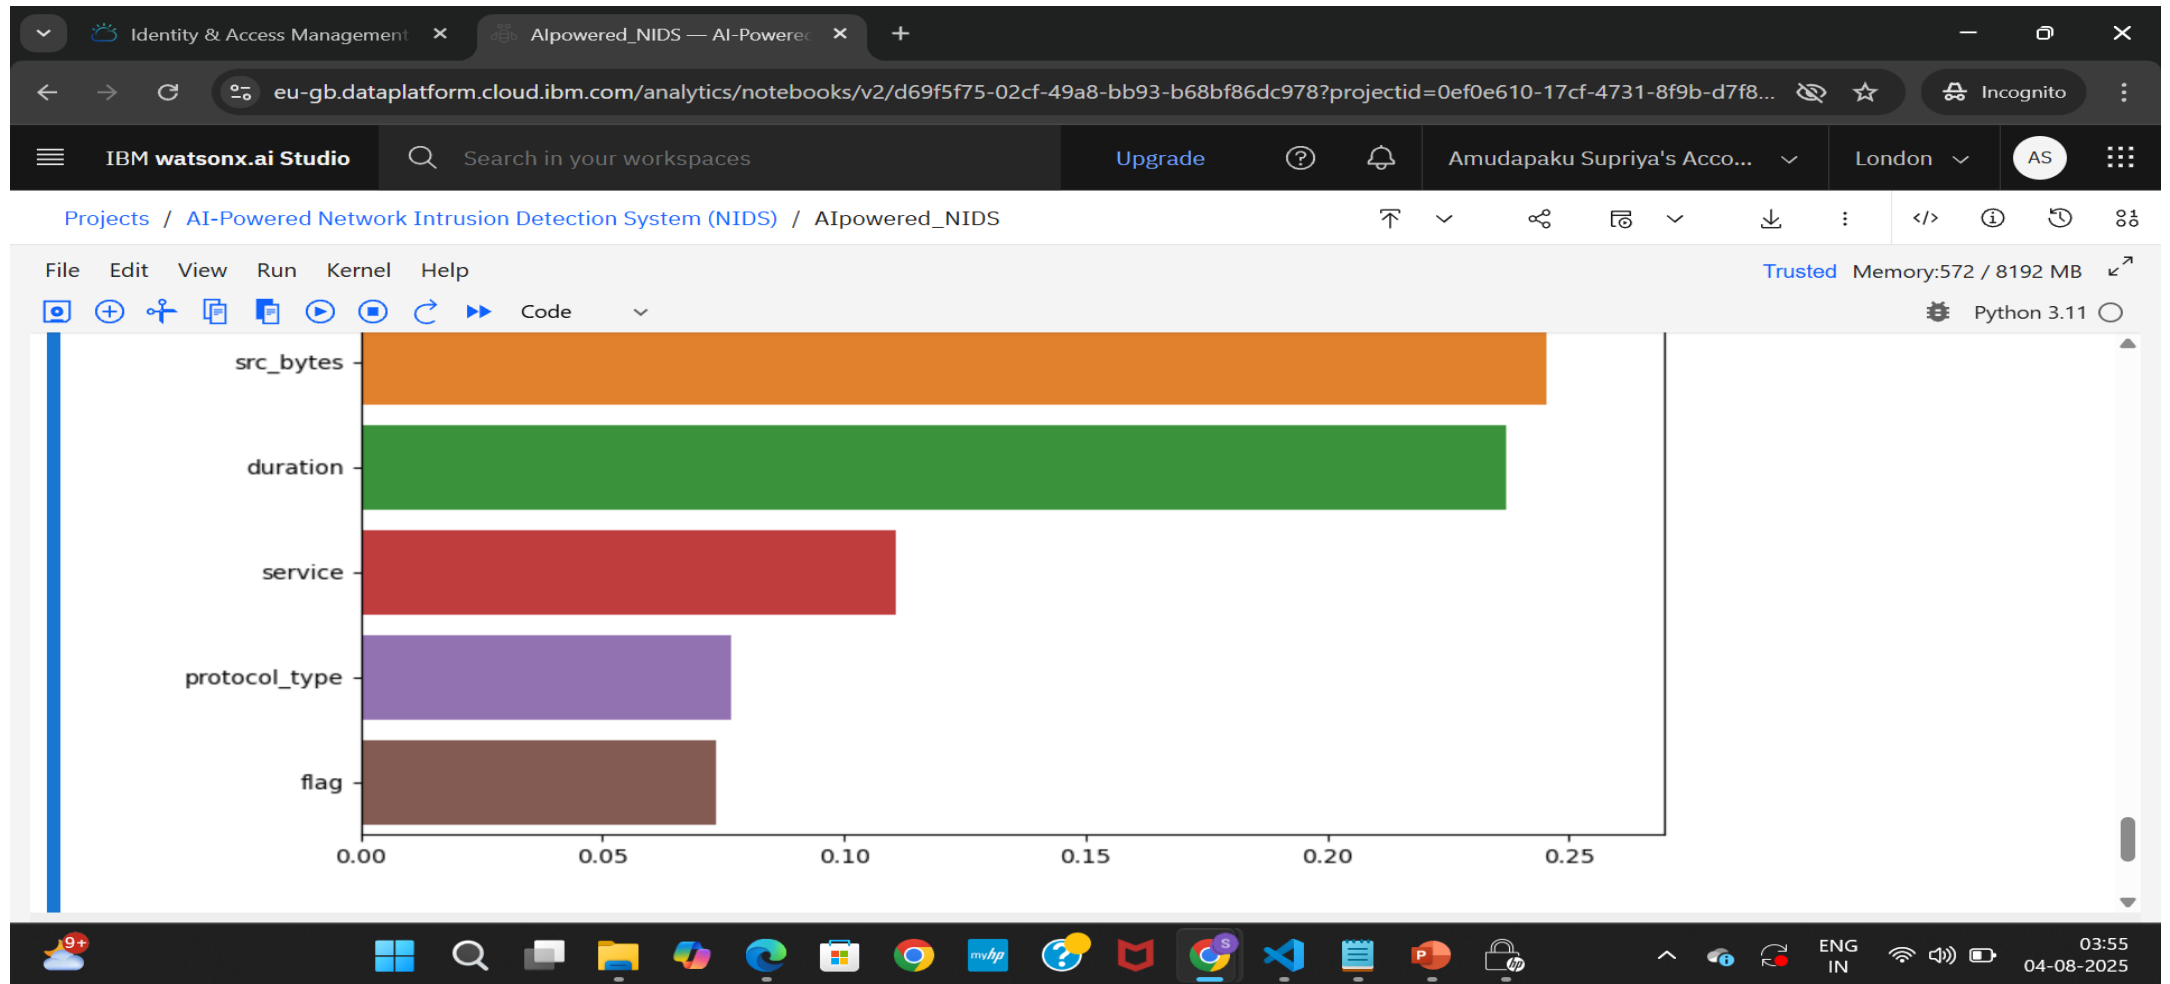 Identity & Access Management
AIpowered_NIDS — AI-Powered
eu-gb.dataplatform.cloud.ibm.com/analytics/notebooks/v2/d69f5f75-02cf-49a8-bb93-b68bf86dc978?projectid=0ef0e610-17cf-4731-8f9b-d7f8...
Incognito
IBM watsonx.ai Studio
Search in your workspaces
Upgrade
Amudapaku Supriya's Acco...
London
AS
Projects / AI-Powered Network Intrusion Detection System (NIDS) / AIpowered_NIDS
File Edit View Run Kernel Help
Trusted Memory:572 / 8192 MB
Code
Python 3.11
src_bytes
duration
service
protocol_type
flag
0.00 0.05 0.10 0.15 0.20 0.25
9+
myhp
S
P
hp
ENG
IN
03:55
04-08-2025